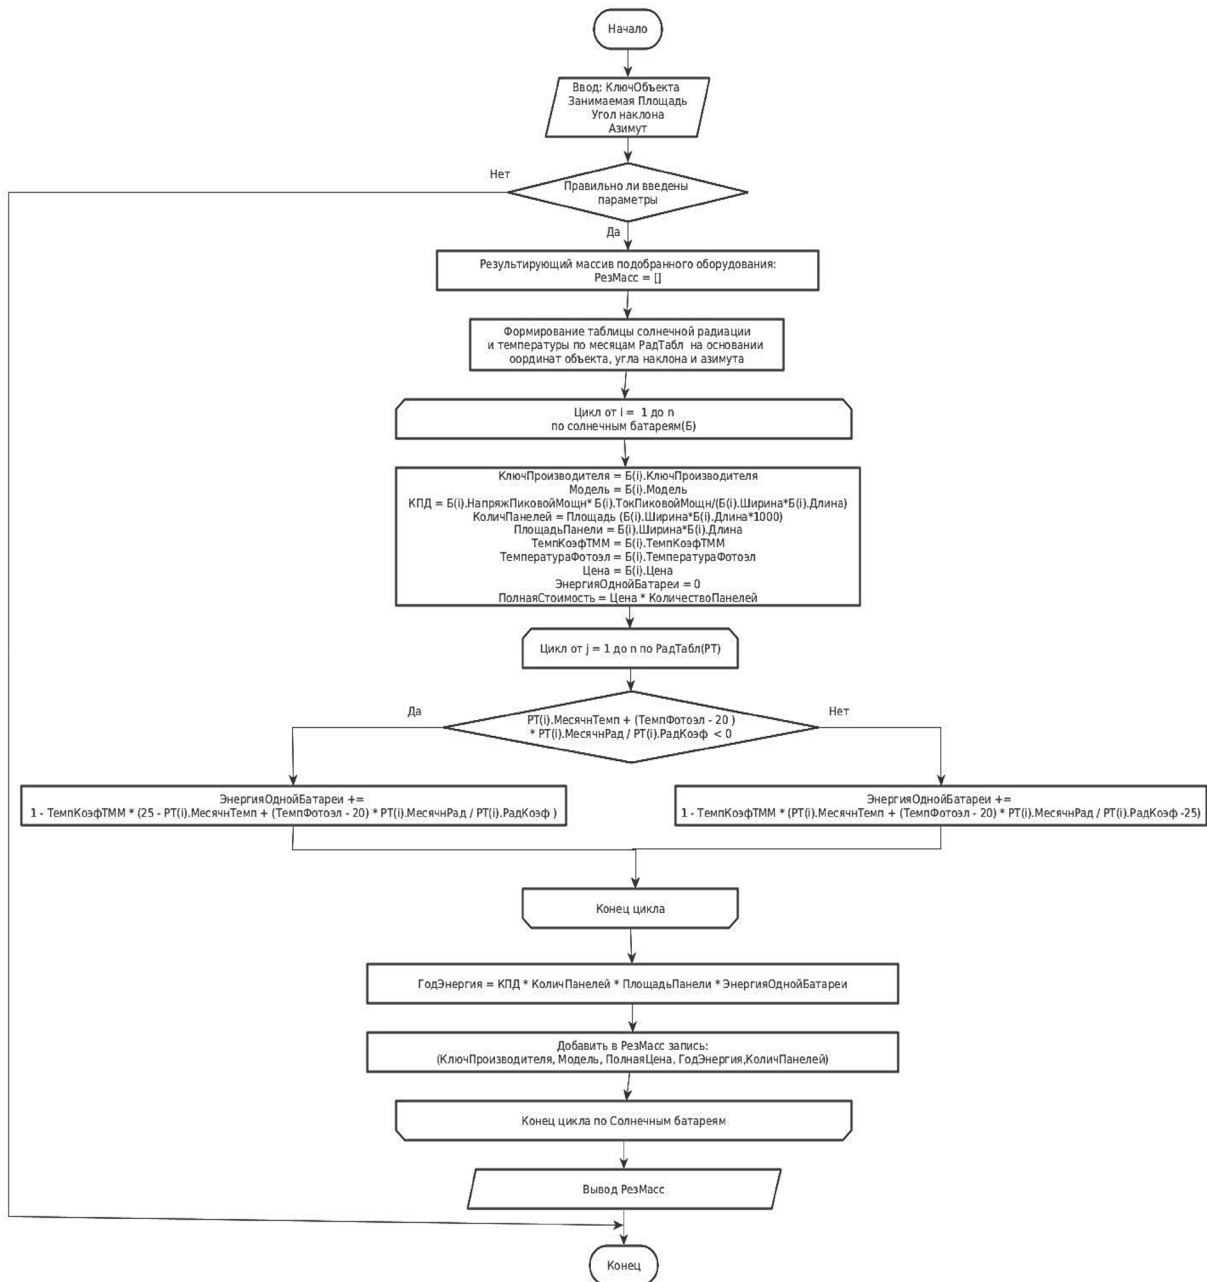 Начало
Ввод: КлючОбъекта
Занимаемая Площадь
Угол наклона
Азимут
Нет
Правильно ли введены
параметры
Да
Результирующий массив подобранного оборудования:
РезМасс = []
Формирование таблицы солнечной радиации
и температуры по месяцам РадТабл на основании
оординат объекта, угла наклона и азимута
Цикл от i = 1 до n
по солнечным батареям(Б)
КлючПроизводителя = Б(i).КлючПроизводителя
Модель = Б(i).Модель
КПД = Б(i).НапряжПиковойМощн* Б(i).ТокПиковойМощн/(Б(i).Ширина*Б(i).Длина)
КоличПанелей = Площадь (Б(i).Ширина*Б(i).Длина*1000)
ПлощадьПанели = Б(i).Ширина*Б(i).Длина
ТемпКоэфТММ = Б(i).ТемпКоэфТММ
ТемператураФотоэл = Б(i).ТемператураФотоэл
Цена = Б(i).Цена
ЭнергияОднойБатареи = 0
ПолнаяСтоимость = Цена * КоличествоПанелей
Цикл от j = 1 до n по РадТабл(РТ)
Да
РТ(i).МесячнТемп + (ТемпФотоэл - 20 )
* РТ(i).МесячнРад / РТ(i).РадКоэф < 0
Нет
ЭнергияОднойБатареи +=
1 - ТемпКоэфТММ * (25 - РТ(i).МесячнТемп + (ТемпФотоэл - 20) * РТ(i).МесячнРад / РТ(i).РадКоэф )
ЭнергияОднойБатареи +=
1 - ТемпКоэфТММ * (РТ(i).МесячнТемп + (ТемпФотоэл - 20) * РТ(i).МесячнРад / РТ(i).РадКоэф -25)
Конец цикла
ГодЭнергия = КПД * КоличПанелей * ПлощадьПанели * ЭнергияОднойБатареи
Добавить в РезМасс запись:
(КлючПроизводителя, Модель, ПолнаяЦена, ГодЭнергия,КоличПанелей)
Конец цикла по Солнечным батареям
Вывод РезМасс
Конец